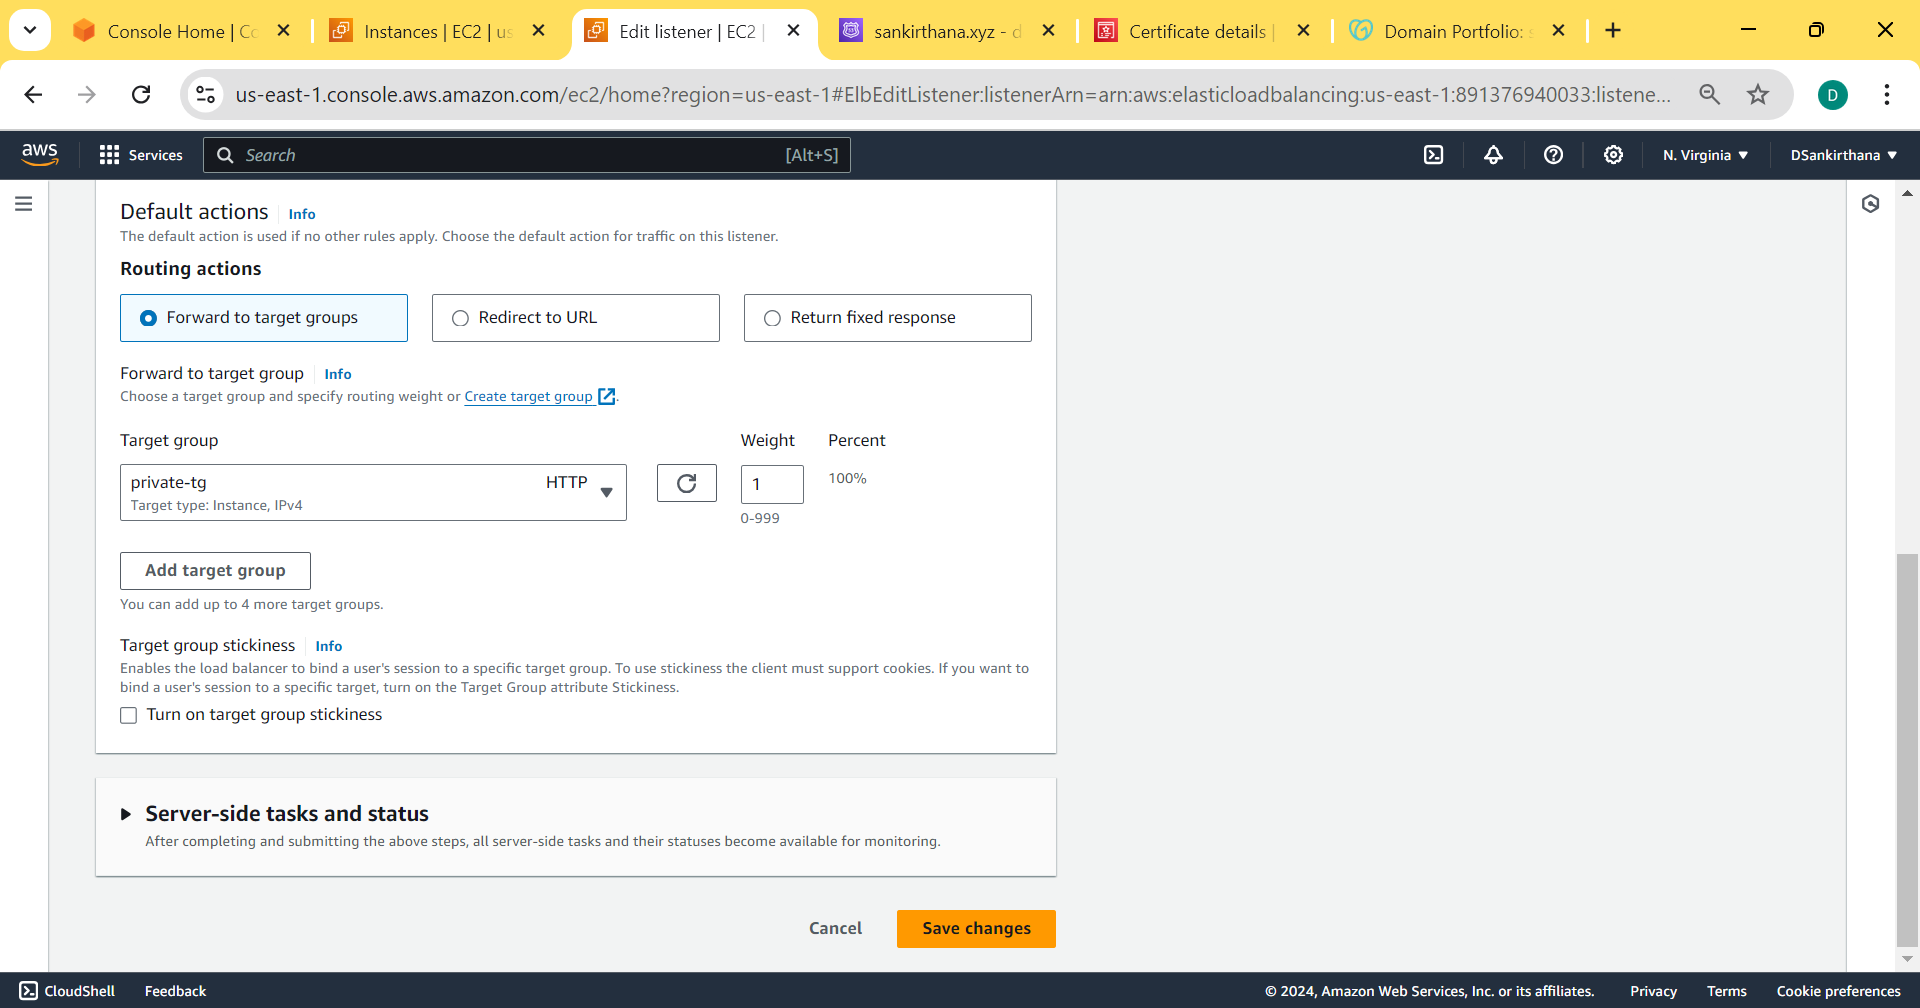 Console Home | Co
Instances | EC2 | us
Edit listener | EC2 |
sankirthana.xyz - d
Certificate details |
Domain Portfolio: s
us-east-1.console.aws.amazon.com/ec2/home?region=us-east-1#ElbEditListener:listenerArn=arn:aws:elasticloadbalancing:us-east-1:891376940033:listene...
D
aws
Services
Search
[Alt+S]
N. Virginia
DSankirthana
Default actions
Info
The default action is used if no other rules apply. Choose the default action for traffic on this listener.
Routing actions
Forward to target groups
Redirect to URL
Return fixed response
Forward to target group
Info
Choose a target group and specify routing weight or Create target group.
Target group
Weight
Percent
private-tg
HTTP
Target type: Instance, IPv4
1
100%
0-999
Add target group
You can add up to 4 more target groups.
Target group stickiness
Info
Enables the load balancer to bind a user's session to a specific target group. To use stickiness the client must support cookies. If you want to
bind a user's session to a specific target, turn on the Target Group attribute Stickiness.
Turn on target group stickiness
Server-side tasks and status
After completing and submitting the above steps, all server-side tasks and their statuses become available for monitoring.
Cancel
Save changes
CloudShell
Feedback
© 2024, Amazon Web Services, Inc. or its affiliates.
Privacy
Terms
Cookie preferences